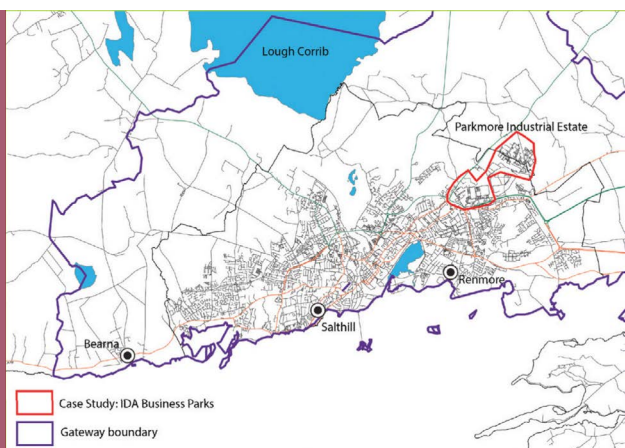 Lough Corrib
Parkmore Industrial Estate
Renmore
Salthill
Bearna
Case Study: IDA Business Parks
Gateway boundary